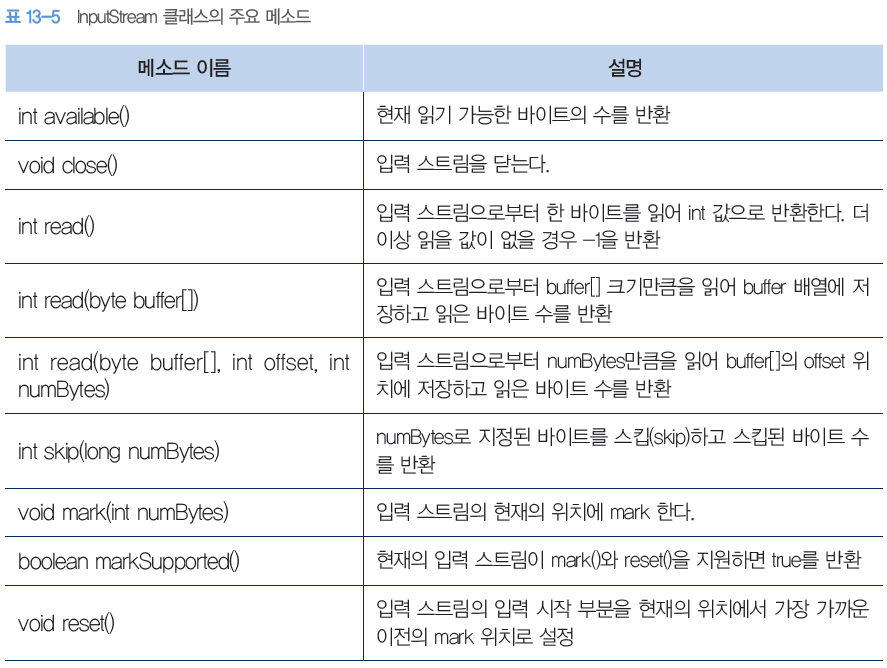 표 13-5 InputStream 클래스의 주요 메소드
메소드 이름 설명
int available() 현재 읽기 가능한 바이트의 수를 반환
void close() 입력 스트림을 닫는다.
int read() 입력 스트림으로부터 한 바이트를 읽어 int 값으로 반환한다. 더
이상 읽을 값이 없을 경우 -1을 반환
int read(byte buffer[]) 입력 스트림으로부터 buffer[] 크기만큼을 읽어 buffer 배열에 저
장하고 읽은 바이트 수를 반환
int read(byte buffer[], int offset, int
numBytes)
입력 스트림으로부터 numBytes만큼을 읽어 buffer[]의 offset 위
치에 저장하고 읽은 바이트 수를 반환
int skip(long numBytes) numBytes로 지정된 바이트를 스킵(skip)하고 스킵된 바이트 수
를 반환
void mark(int numBytes) 입력 스트림의 현재의 위치에 mark 한다.
boolean markSupported() 현재의 입력 스트림이 mark()와 reset()을 지원하면 true를 반환
void reset() 입력 스트림의 입력 시작 부분을 현재의 위치에서 가장 가까운
이전의 mark 위치로 설정